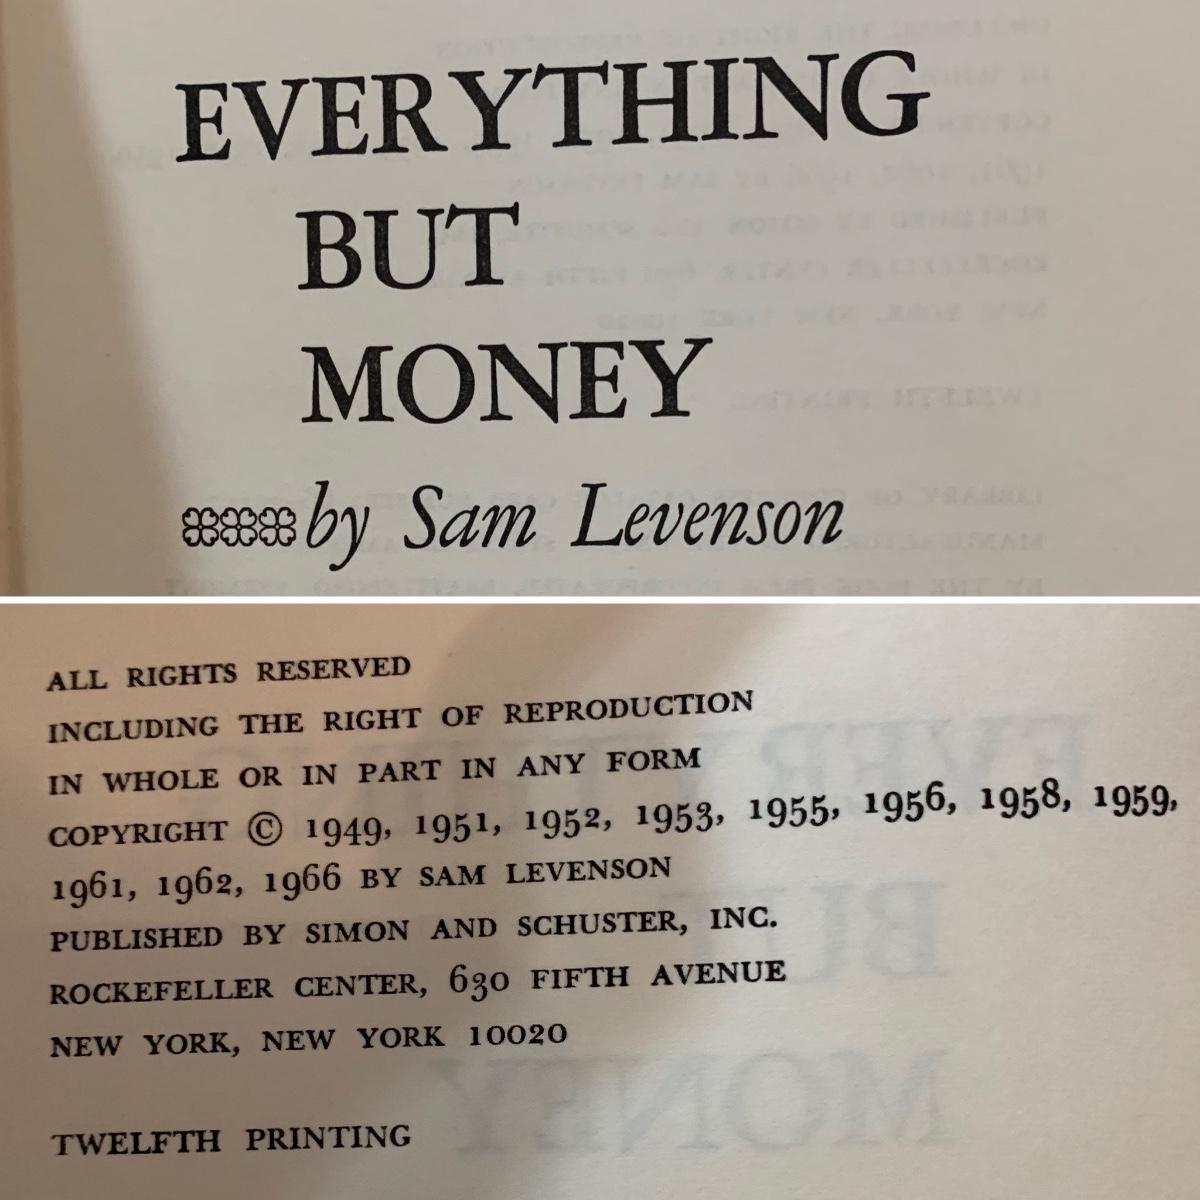 EVERYTHING
BUT
MONEY
by Sam Levenson
ALL RIGHTS RESERVED
INCLUDING THE RIGHT OF REPRODUCTION
IN WHOLE OR IN PART IN ANY FORM
COPYRIGHT © 1949, 1951, 1952, 1953, 1955, 1956, 1958, 1959,
1961, 1962, 1966 BY SAM LEVENSON
PUBLISHED BY SIMON AND SCHUSTER, INC.
ROCKEFELLER CENTER, 630 FIFTH AVENUE
NEW YORK, NEW YORK 10020
TWELFTH PRINTING